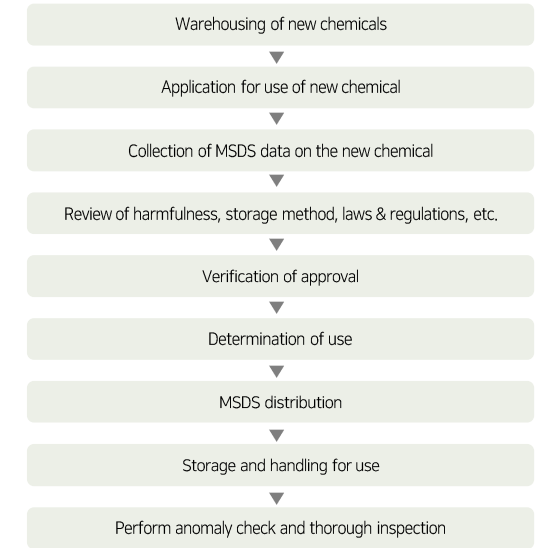 Warehousing of new chemicals
Application for use of new chemical
Collection of MSDS data on the new chemical
Review of harmfulness, storage method, laws & regulations, etc.
Verification of approval
Determination of use
MSDS distribution
Storage and handling for use
Perform anomaly check and thorough inspection